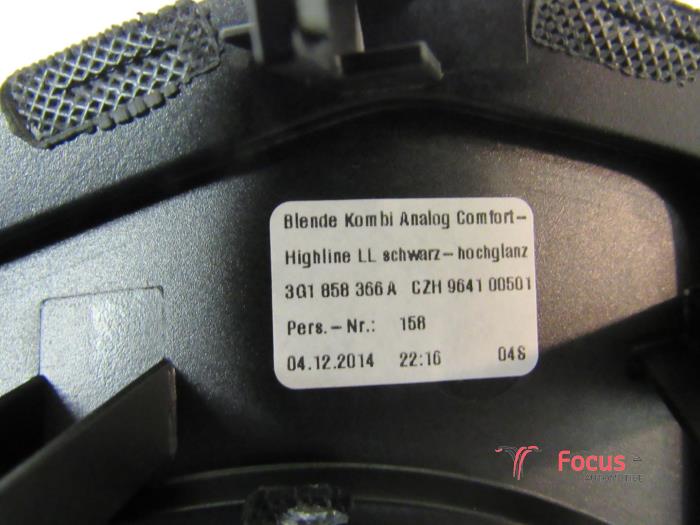 Blende Kombi Analog Comfort-
Highline LL schwarz-hochglanz
3G1 858 366 A CZH 9641 00501
Pers.-Nr.: 158
04.12.2014 22:16 04S
Focus
AUTOMOTIVE